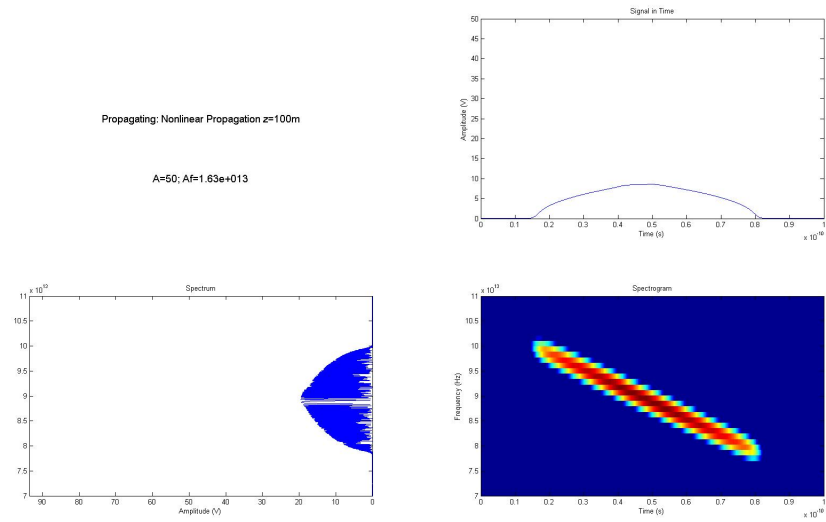 Signal in Time
50
45
40
35
30
25
20
15
10
5
0
Amplitude (V)
0 0.1 0.2 0.3 0.4 0.5 0.6 0.7 0.8 0.9 1
Time (s)
x 10^-10
Propagating: Nonlinear Propagation z=100m
A=50; Af=1.63e+013
Spectrum
x 10^13
11
10.5
10
9.5
9
8.5
8
7.5
7
90 80 70 60 50 40 30 20 10 0
Amplitude (V)
Spectrogram
x 10^13
11
10.5
10
9.5
9
8.5
8
7.5
7
Frequency (Hz)
0 0.1 0.2 0.3 0.4 0.5 0.6 0.7 0.8 0.9 1
Time (s)
x 10^-10